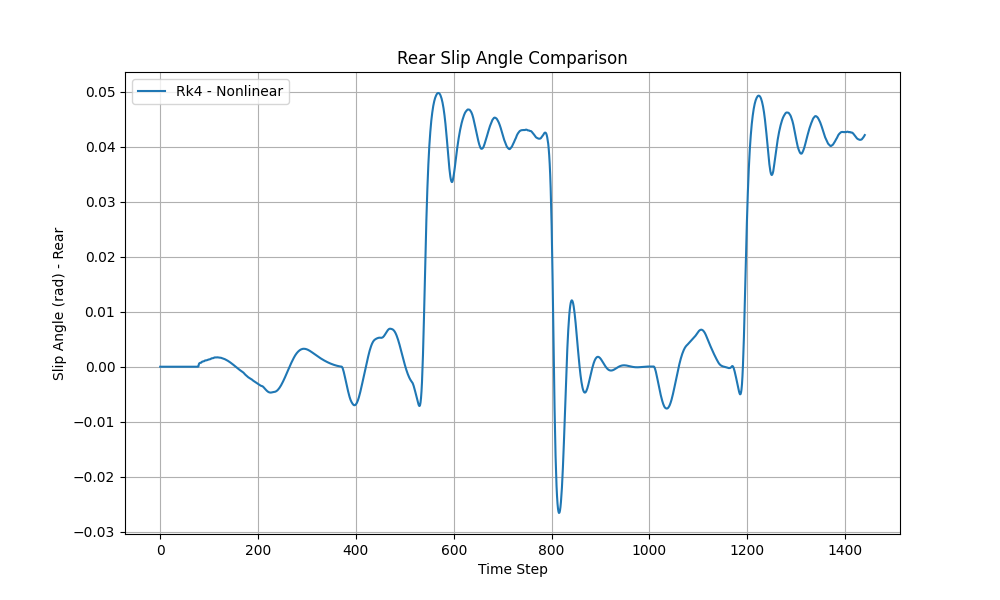 Rear Slip Angle Comparison
Rk4 - Nonlinear
Slip Angle (rad) - Rear
0.05
0.04
0.03
0.02
0.01
0.00
−0.01
−0.02
−0.03
0 200 400 600 800 1000 1200 1400
Time Step